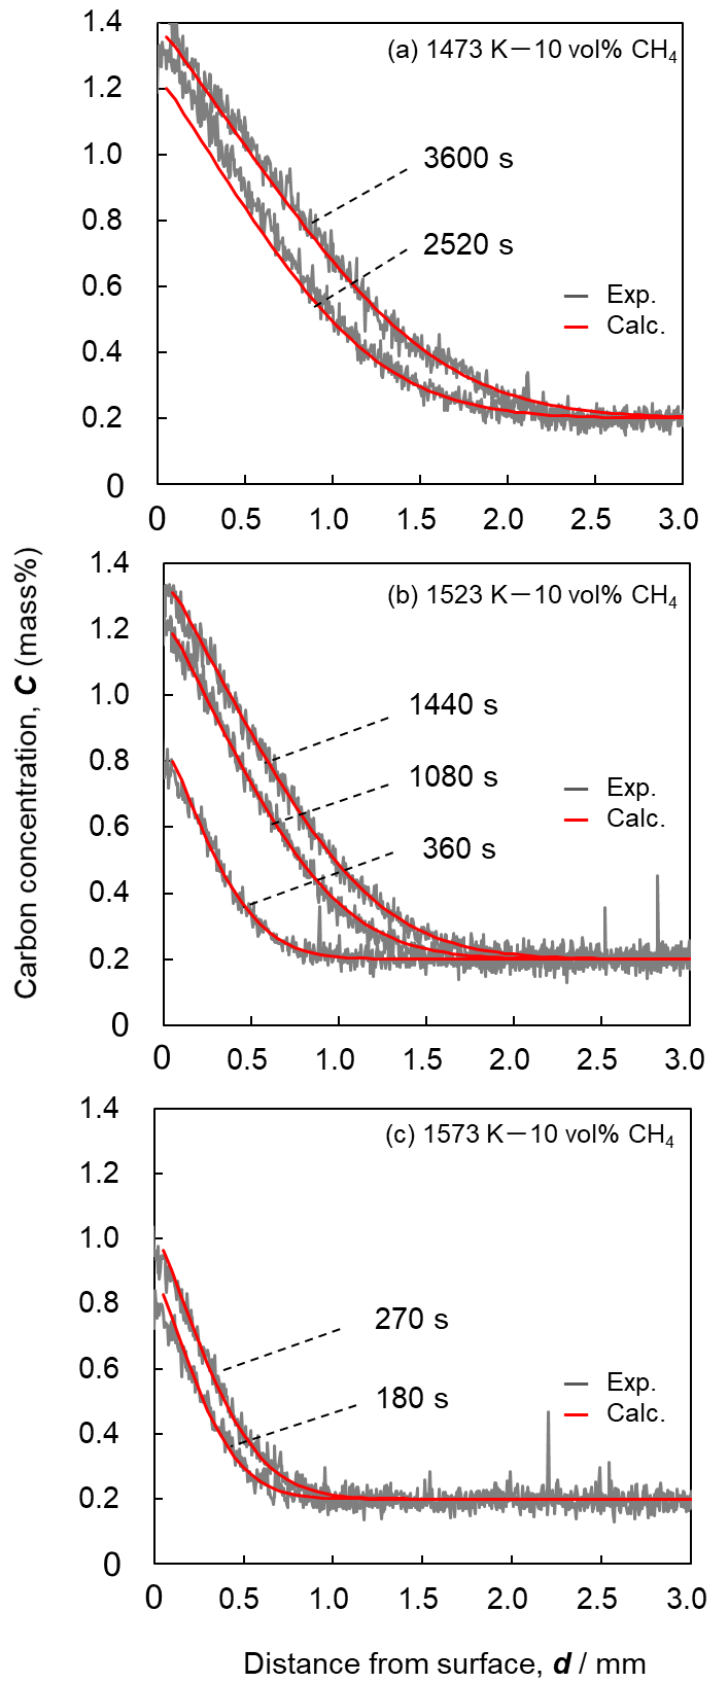 Carbon concentration, C (mass%)
(a) 1473 K—10 vol% CH4
1.4
1.2
1.0
0.8
0.6
0.4
0.2
0
3600 s
2520 s
Exp.
Calc.
0 0.5 1.0 1.5 2.0 2.5 3.0
(b) 1523 K—10 vol% CH4
1.4
1.2
1.0
0.8
0.6
0.4
0.2
0
1440 s
1080 s
360 s
Exp.
Calc.
0 0.5 1.0 1.5 2.0 2.5 3.0
(c) 1573 K—10 vol% CH4
1.4
1.2
1.0
0.8
0.6
0.4
0.2
0
270 s
180 s
Exp.
Calc.
0 0.5 1.0 1.5 2.0 2.5 3.0
Distance from surface, d / mm